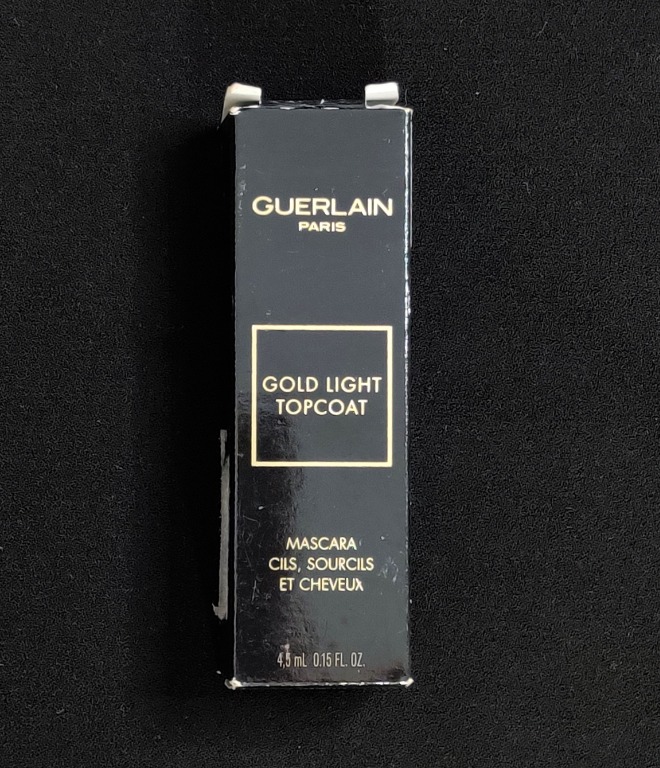 GUERLAIN
PARIS
GOLD LIGHT
TOPCOAT
MASCARA
CILS, SOURCILS
ET CHEVEUX
4,5 mL 0.15 FL. OZ.